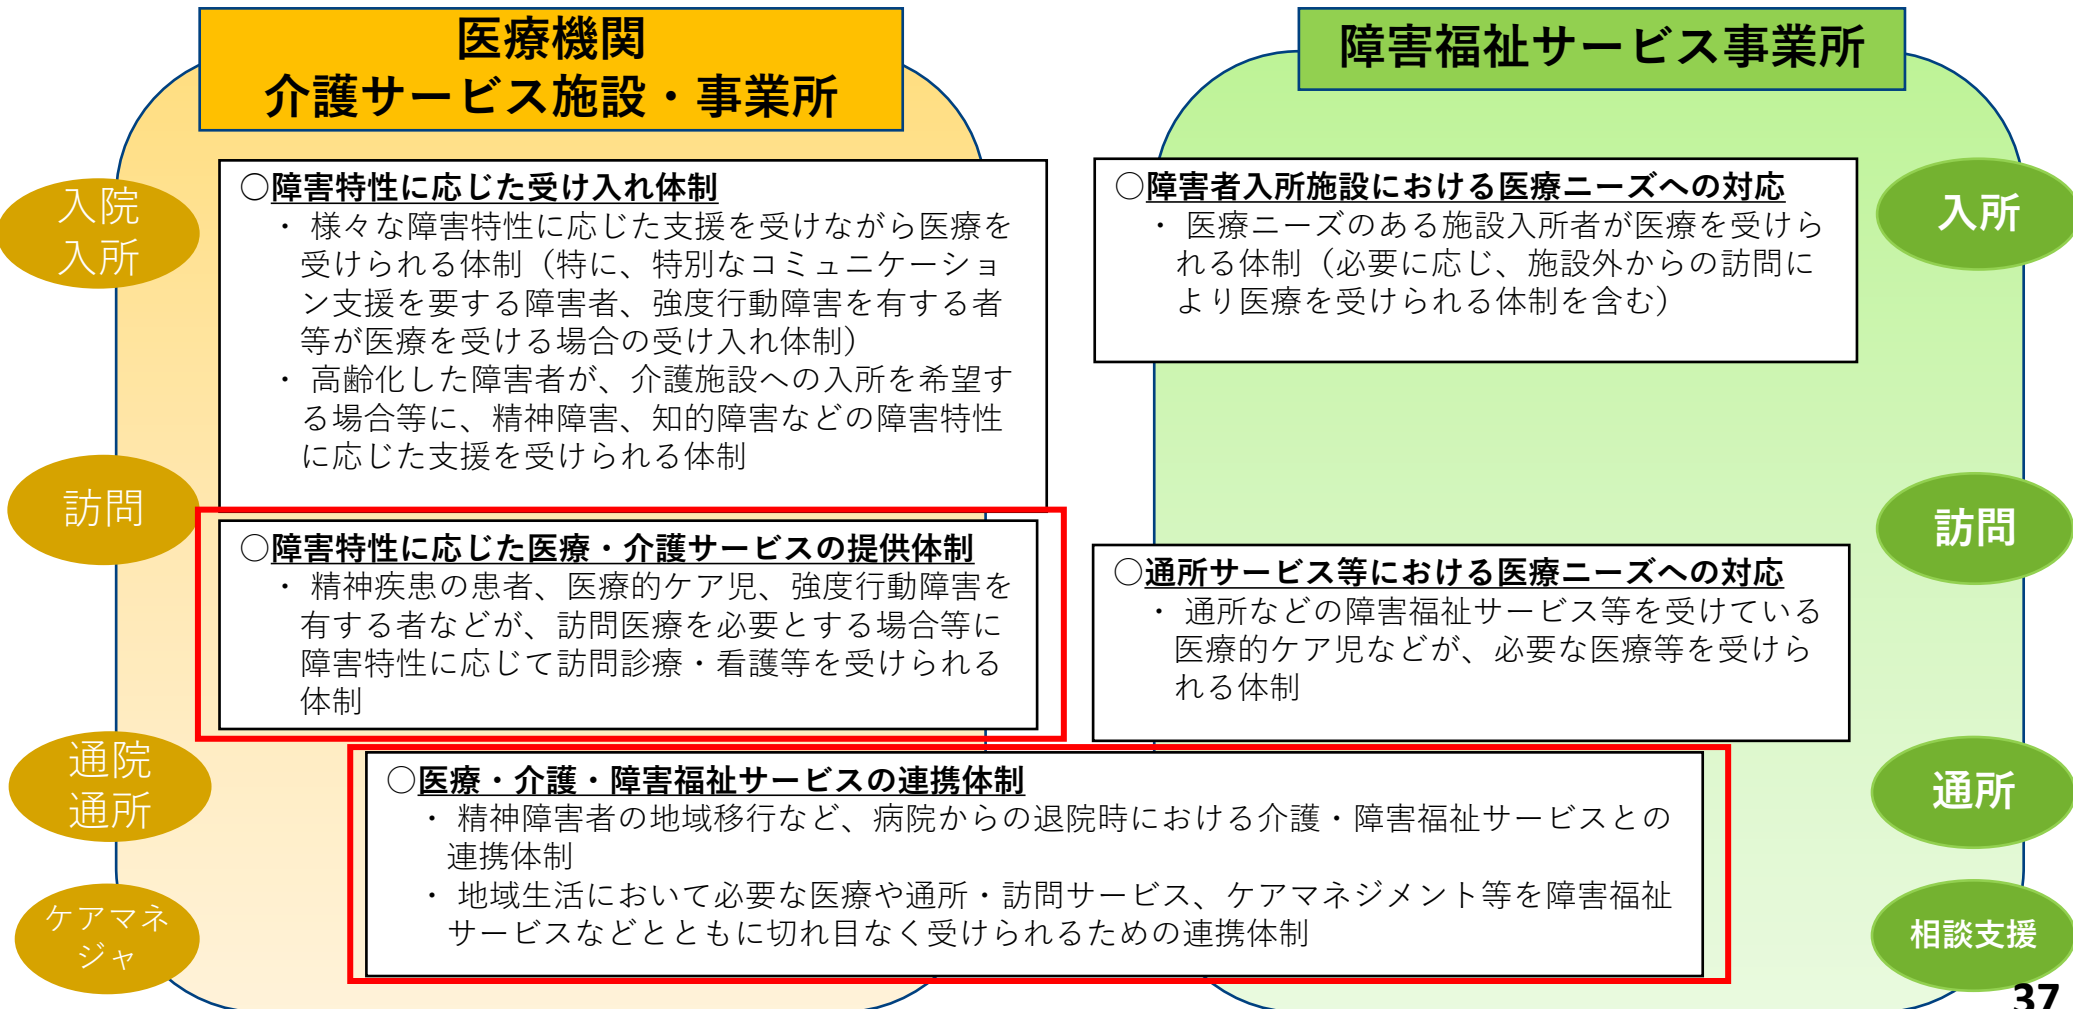 医療機関
介護サービス施設・事業所
入院
入所
訪問
通院
通所
ケアマネ
ジャ
○障害特性に応じた受け入れ体制
・ 様々な障害特性に応じた支援を受けながら医療を
受けられる体制（特に、特別なコミュニケーショ
ン支援を要する障害者、強度行動障害を有する者
等が医療を受ける場合の受け入れ体制）
・ 高齢化した障害者が、介護施設への入所を希望す
る場合等に、精神障害、知的障害などの障害特性
に応じた支援を受けられる体制
○障害特性に応じた医療・介護サービスの提供体制
・ 精神疾患の患者、医療的ケア児、強度行動障害を
有する者などが、訪問医療を必要とする場合等に
障害特性に応じて訪問診療・看護等を受けられる
体制
障害福祉サービス事業所
○障害者入所施設における医療ニーズへの対応
・ 医療ニーズのある施設入所者が医療を受けら
れる体制（必要に応じ、施設外からの訪問に
より医療を受けられる体制を含む）
○通所サービス等における医療ニーズへの対応
・ 通所などの障害福祉サービス等を受けている
医療的ケア児などが、必要な医療等を受けら
れる体制
入所
訪問
通所
相談支援
○医療・介護・障害福祉サービスの連携体制
・ 精神障害者の地域移行など、病院からの退院時における介護・障害福祉サービスとの
連携体制
・ 地域生活において必要な医療や通所・訪問サービス、ケアマネジメント等を障害福祉
サービスなどとともに切れ目なく受けられるための連携体制
37